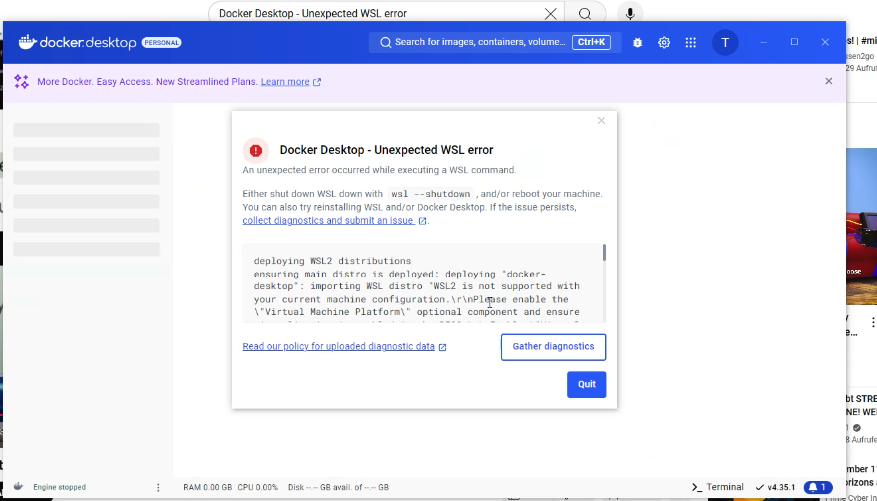 Docker Desktop - Unexpected WSL error
docker.desktop PERSONAL
Search for images, containers, volume... Ctrl+K
T
More Docker. Easy Access. New Streamlined Plans. Learn more
Docker Desktop - Unexpected WSL error
An unexpected error occurred while executing a WSL command.
Either shut down WSL down with wsl --shutdown , and/or reboot your machine.
You can also try reinstalling WSL and/or Docker Desktop. If the issue persists,
collect diagnostics and submit an issue .
deploying WSL2 distributions
ensuring main distro is deployed: deploying "docker-
desktop": importing WSL distro "WSL2 is not supported with
your current machine configuration.\r\nPlease enable the
\"Virtual Machine Platform\" optional component and ensure
Read our policy for uploaded diagnostic data
Gather diagnostics
Quit
Engine stopped
RAM 0.00 GB CPU 0.00% Disk --.-- GB avail. of --.-- GB
Terminal
v4.35.1
1
s! | #mi
29 Aufru
oose
bt STRE
NE! WE
8 Aufrufe
mber 11
orizons a